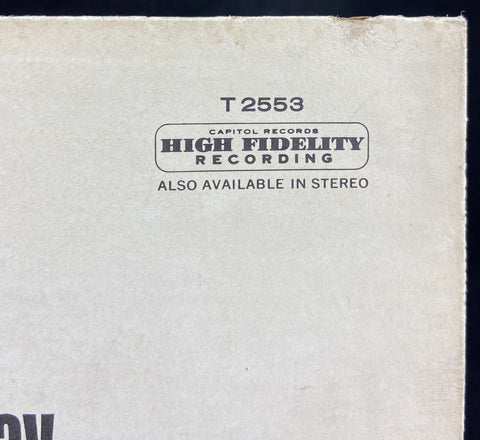 T 2553
CAPITOL RECORDS
HIGH FIDELITY
RECORDING
ALSO AVAILABLE IN STEREO